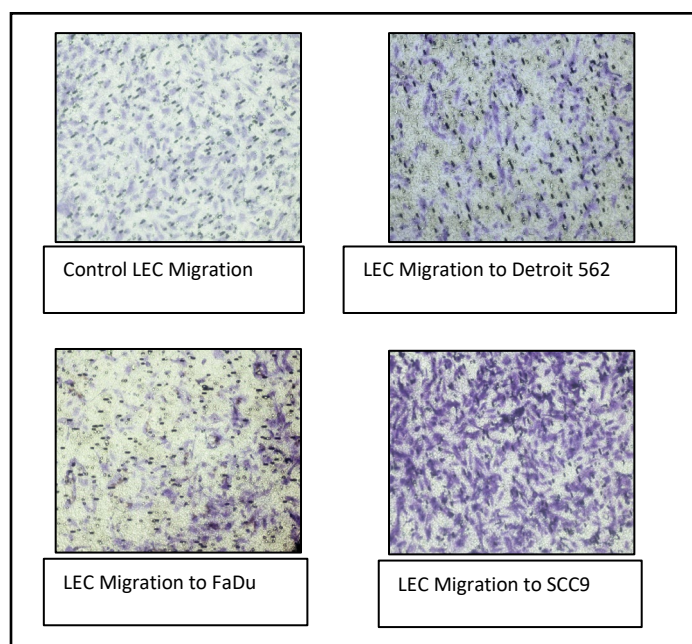 Control LEC Migration
LEC Migration to Detroit 562
LEC Migration to FaDu
LEC Migration to SCC9